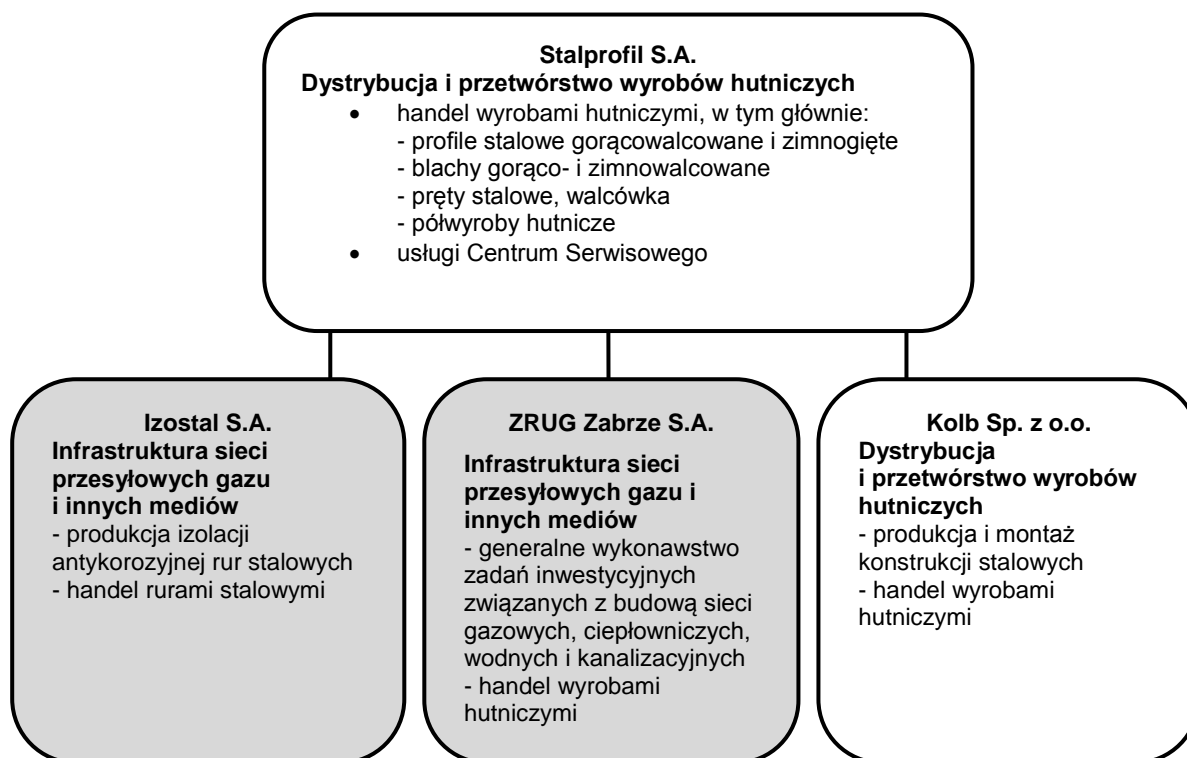 Stalprofil S.A.
Dystrybucja i przetwórstwo wyrobów hutniczych
• handel wyrobami hutniczymi, w tym głównie:
- profile stalowe gorącowalcowane i zimnogięte
- blachy gorąco- i zimnowalcowane
- pręty stalowe, walcówka
- półwyroby hutnicze
• usługi Centrum Serwisowego
Izostal S.A.
Infrastruktura sieci
przesyłowych gazu
i innych mediów
- produkcja izolacji
antykorozyjnej rur stalowych
- handel rurami stalowymi
ZRUG Zabrze S.A.
Infrastruktura sieci
przesyłowych gazu i
innych mediów
- generalne wykonawstwo
zadań inwestycyjnych
związanych z budową sieci
gazowych, ciepłowniczych,
wodnych i kanalizacyjnych
- handel wyrobami
hutniczymi
Kolb Sp. z o.o.
Dystrybucja
i przetwórstwo wyrobów
hutniczych
- produkcja i montaż
konstrukcji stalowych
- handel wyrobami
hutniczymi